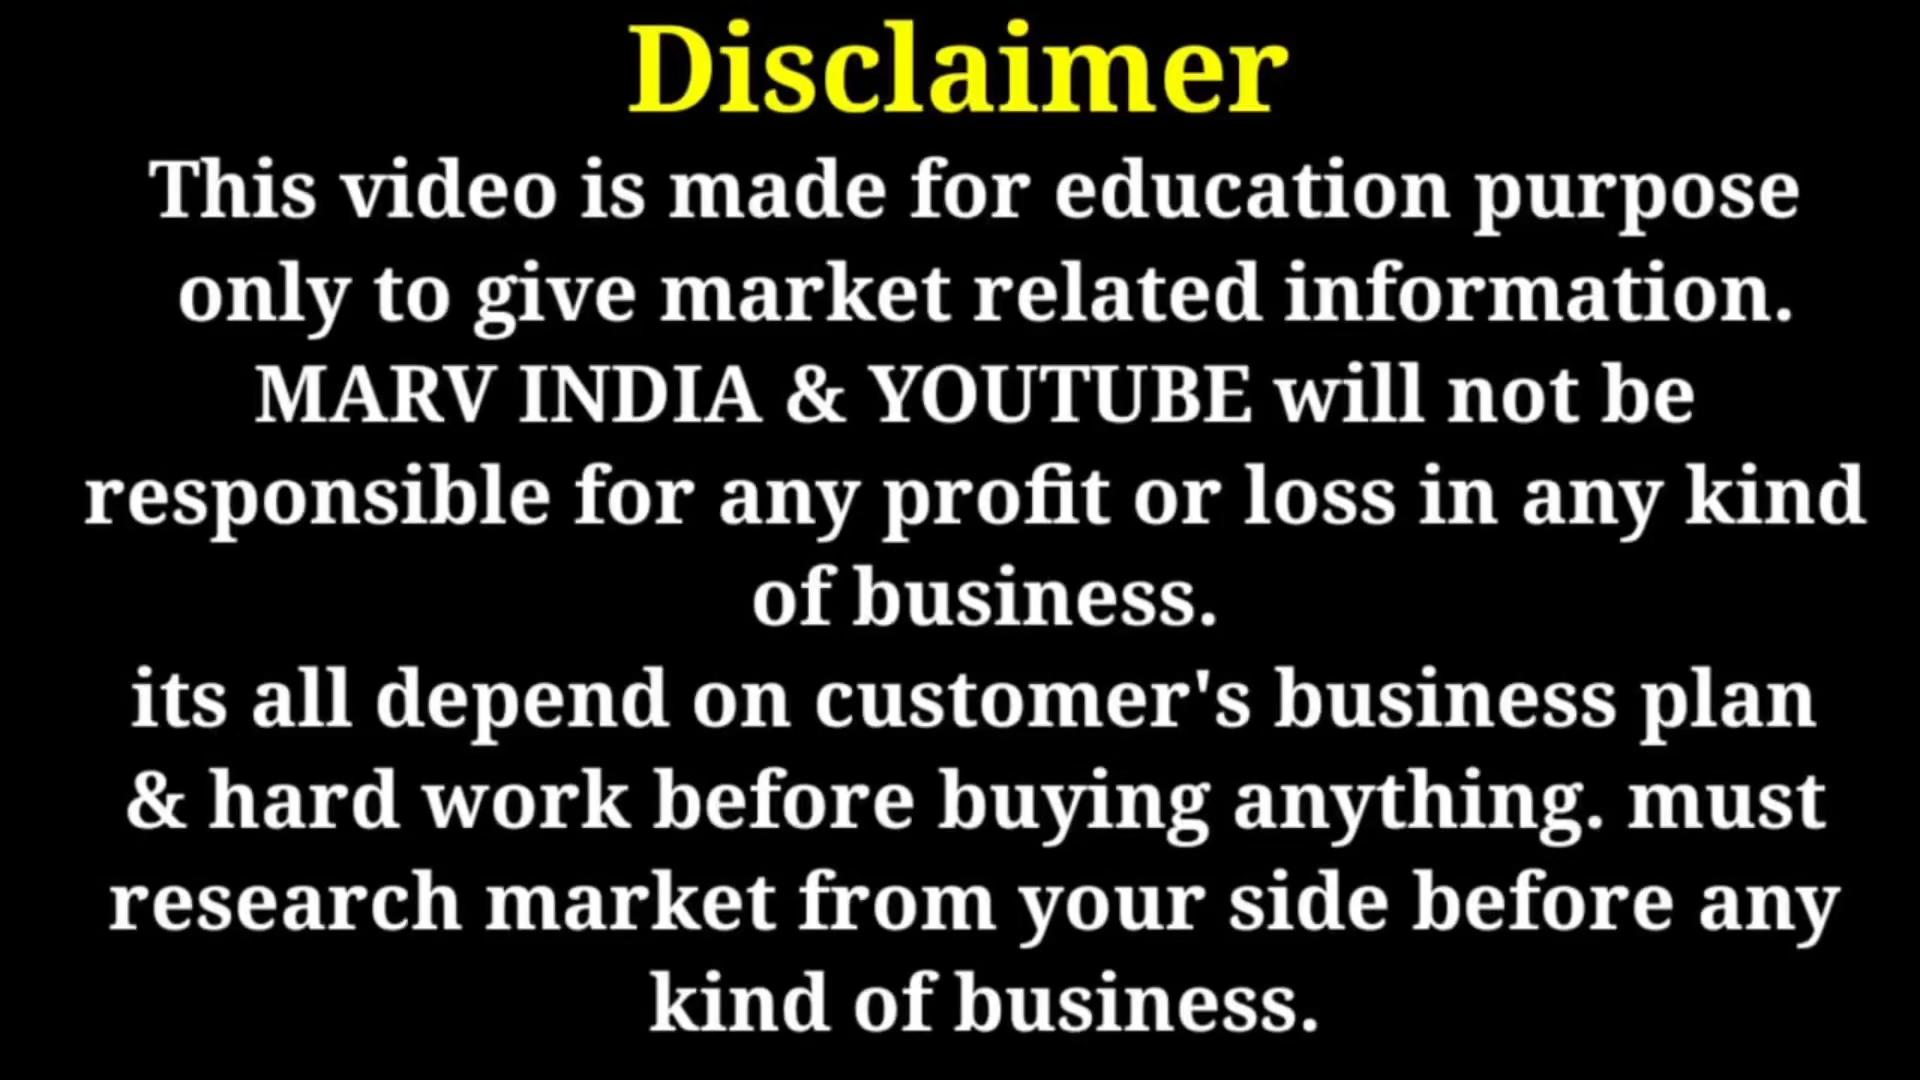 Disclaimer
This video is made for education purpose
only to give market related information.
MARV INDIA & YOUTUBE will not be
responsible for any profit or loss in any kind
of business.
its all depend on customer's business plan
& hard work before buying anything. must
research market from your side before any
kind of business.